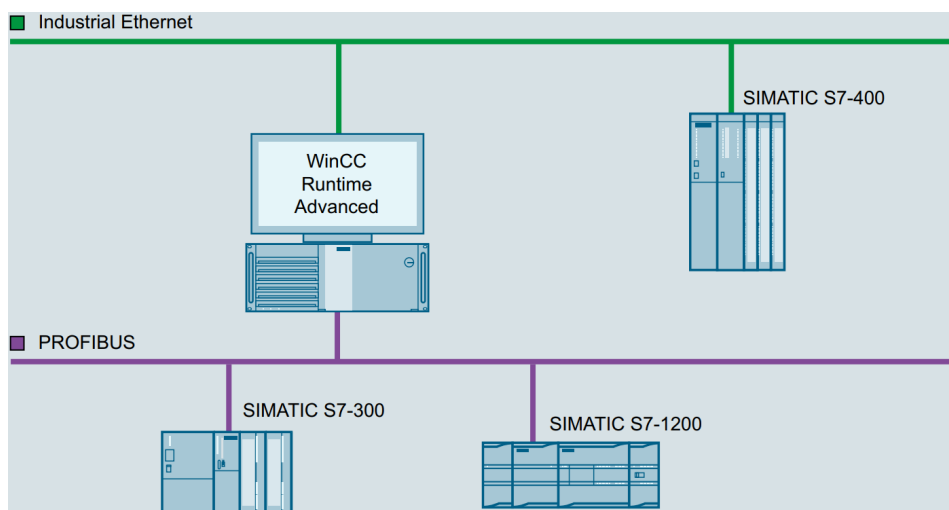 Industrial Ethernet
SIMATIC S7-400
WinCC
Runtime
Advanced
PROFIBUS
SIMATIC S7-300
SIMATIC S7-1200